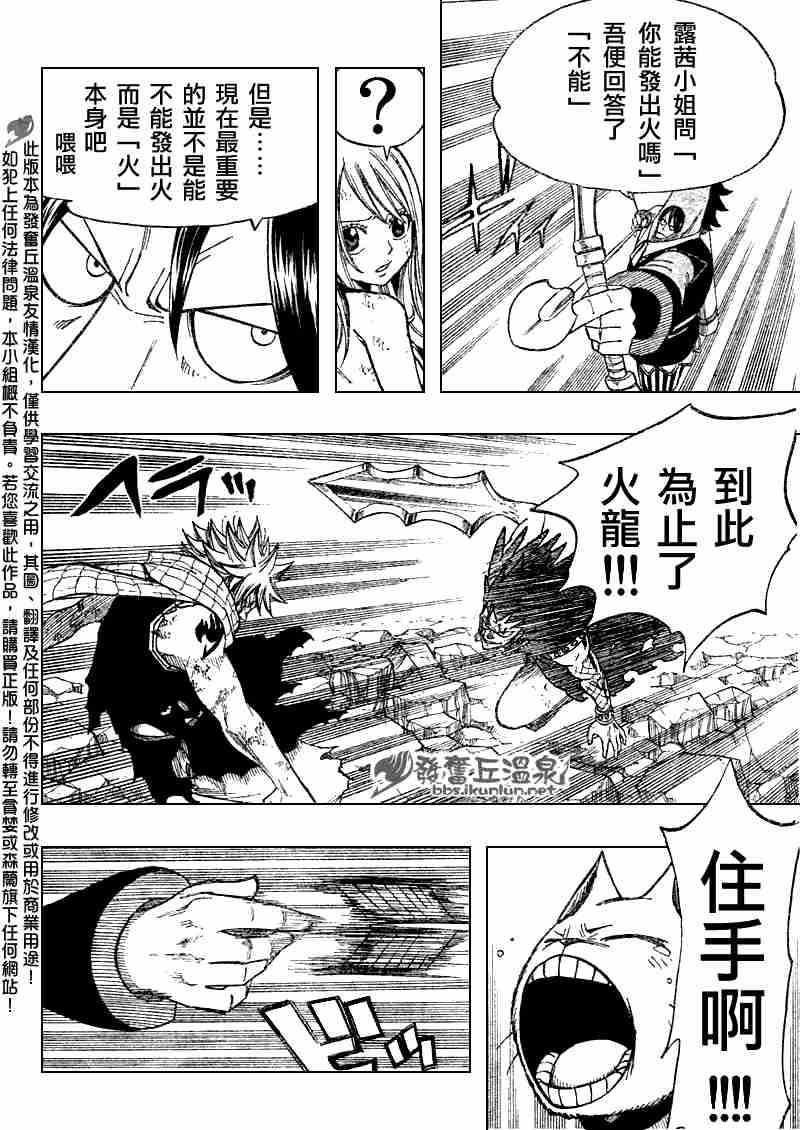 露茜小姐問「
你能發出火嗎」
吾便回答了
「不能」
？
但是……
現在最重要
的並不是能
不能發出火
而是「火」
本身吧
喂喂
到此
為止了
火龍!!!
ヘラッ
發奮丘溫泉
bbs.ikunlun.net
住手啊
!!!!
ビッ
此版本為發奮丘溫泉友情漢化，僅供學習交流之用，其圖、翻譯及任何部份不得進行修改或用於商業用途！
如犯上任何法律問題，本小組概不負責。若您喜歡此作品，請購買正版！請勿轉至貪婪或森蘭旗下任何網站！